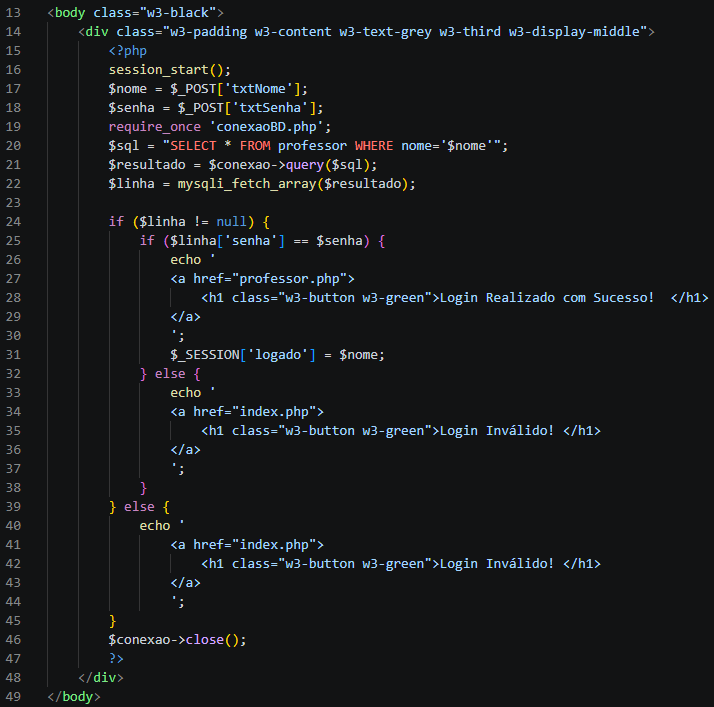 13 <body class="w3-black">
14     <div class="w3-padding w3-content w3-text-grey w3-third w3-display-middle">
15         <?php
16         session_start();
17         $nome = $_POST['txtNome'];
18         $senha = $_POST['txtSenha'];
19         require_once 'conexaoBD.php';
20         $sql = "SELECT * FROM professor WHERE nome='$nome'";
21         $resultado = $conexao->query($sql);
22         $linha = mysqli_fetch_array($resultado);
23
24         if ($linha != null) {
25             if ($linha['senha'] == $senha) {
26                 echo '
27                 <a href="professor.php">
28                     <h1 class="w3-button w3-green">Login Realizado com Sucesso!  </h1>
29                 </a>
30                 ';
31                 $_SESSION['logado'] = $nome;
32             } else {
33                 echo '
34                 <a href="index.php">
35                     <h1 class="w3-button w3-green">Login Inválido! </h1>
36                 </a>
37                 ';
38             }
39         } else {
40             echo '
41                 <a href="index.php">
42                     <h1 class="w3-button w3-green">Login Inválido! </h1>
43                 </a>
44                 ';
45         }
46         $conexao->close();
47         ?>
48     </div>
49 </body>